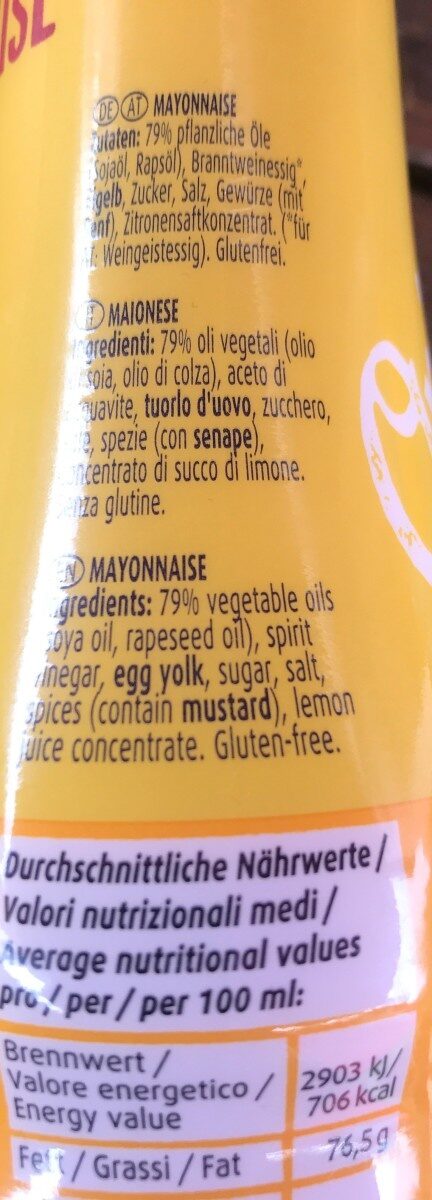 DE AT MAYONNAISE
Zutaten: 79% pflanzliche Öle
(Sojaöl, Rapsöl), Branntweinessig*,
Eigelb, Zucker, Salz, Gewürze (mit
Senf), Zitronensaftkonzentrat. (*für
AT: Weingeistessig). Glutenfrei.
IT MAIONESE
Ingredienti: 79% oli vegetali (olio
di soia, olio di colza), aceto di
acquavite, tuorlo d'uovo, zucchero,
sale, spezie (con senape),
concentrato di succo di limone.
Senza glutine.
EN MAYONNAISE
Ingredients: 79% vegetable oils
(soya oil, rapeseed oil), spirit
vinegar, egg yolk, sugar, salt,
spices (contain mustard), lemon
juice concentrate. Gluten-free.
Durchschnittliche Nährwerte /
Valori nutrizionali medi /
Average nutritional values
pro / per / per 100 ml:
Brennwert /
Valore energetico /
Energy value
2903 kJ/
706 kcal
Fett / Grassi / Fat
76,5 g